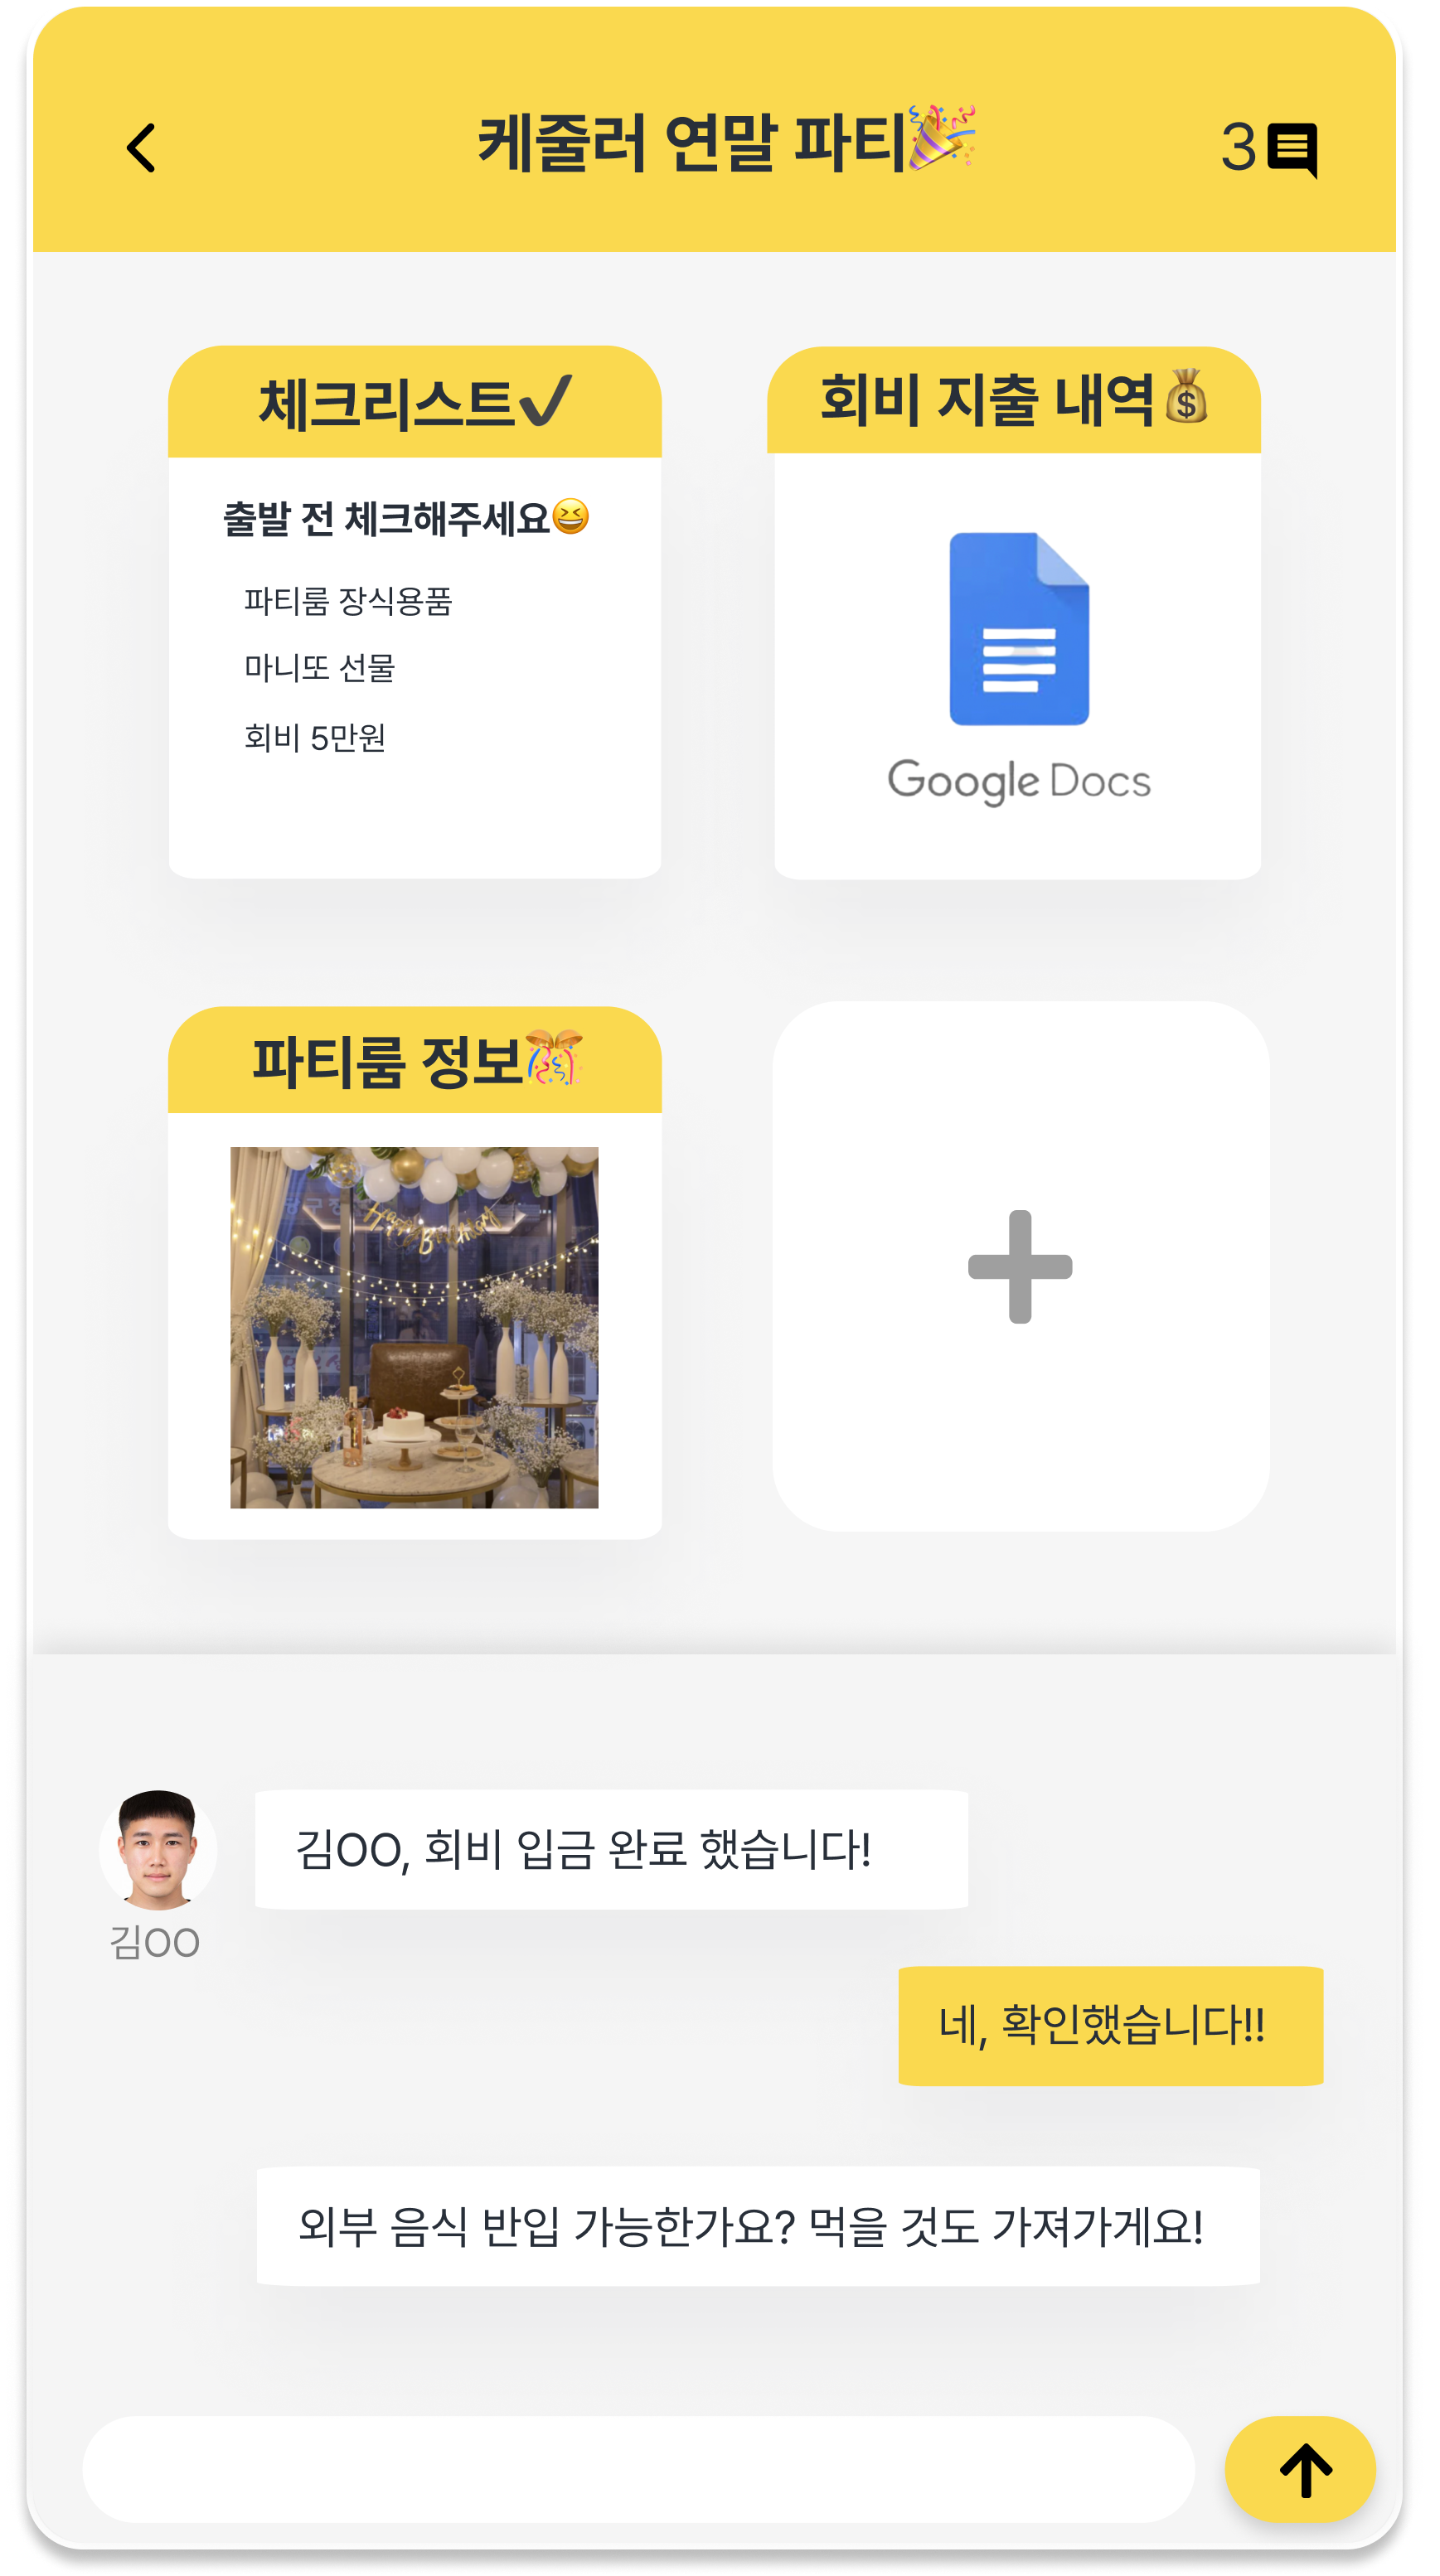 케줄러 연말 파티🎉
3
체크리스트✔
출발 전 체크해주세요😆
파티룸 장식용품
마니또 선물
회비 5만원
회비 지출 내역💰
Google Docs
파티룸 정보🎊
Happy Birthday
김OO, 회비 입금 완료 했습니다!
김OO
네, 확인했습니다!!
외부 음식 반입 가능한가요? 먹을 것도 가져가게요!